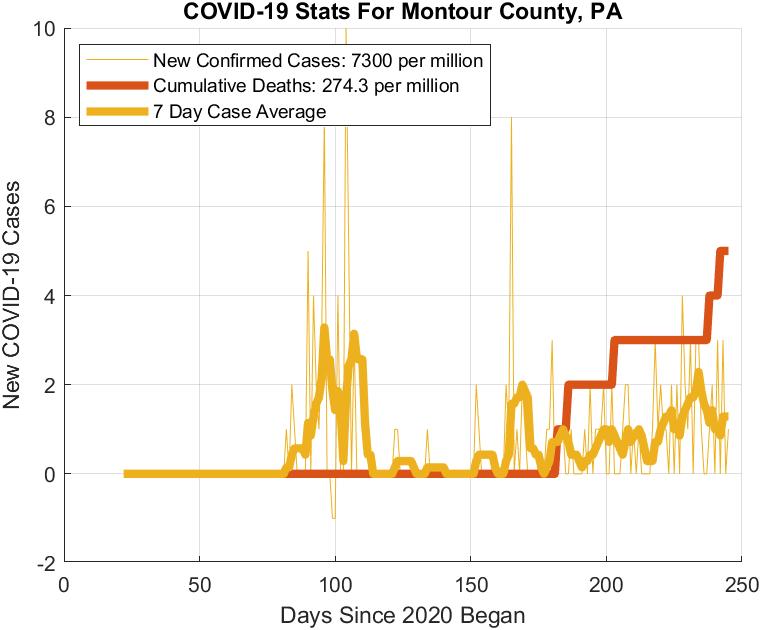 COVID-19 Stats For Montour County, PA
10
New Confirmed Cases: 7300 per million
Cumulative Deaths: 274.3 per million
7 Day Case Average
8
6
4
2
0
-2
New COVID-19 Cases
0 50 100 150 200 250
Days Since 2020 Began